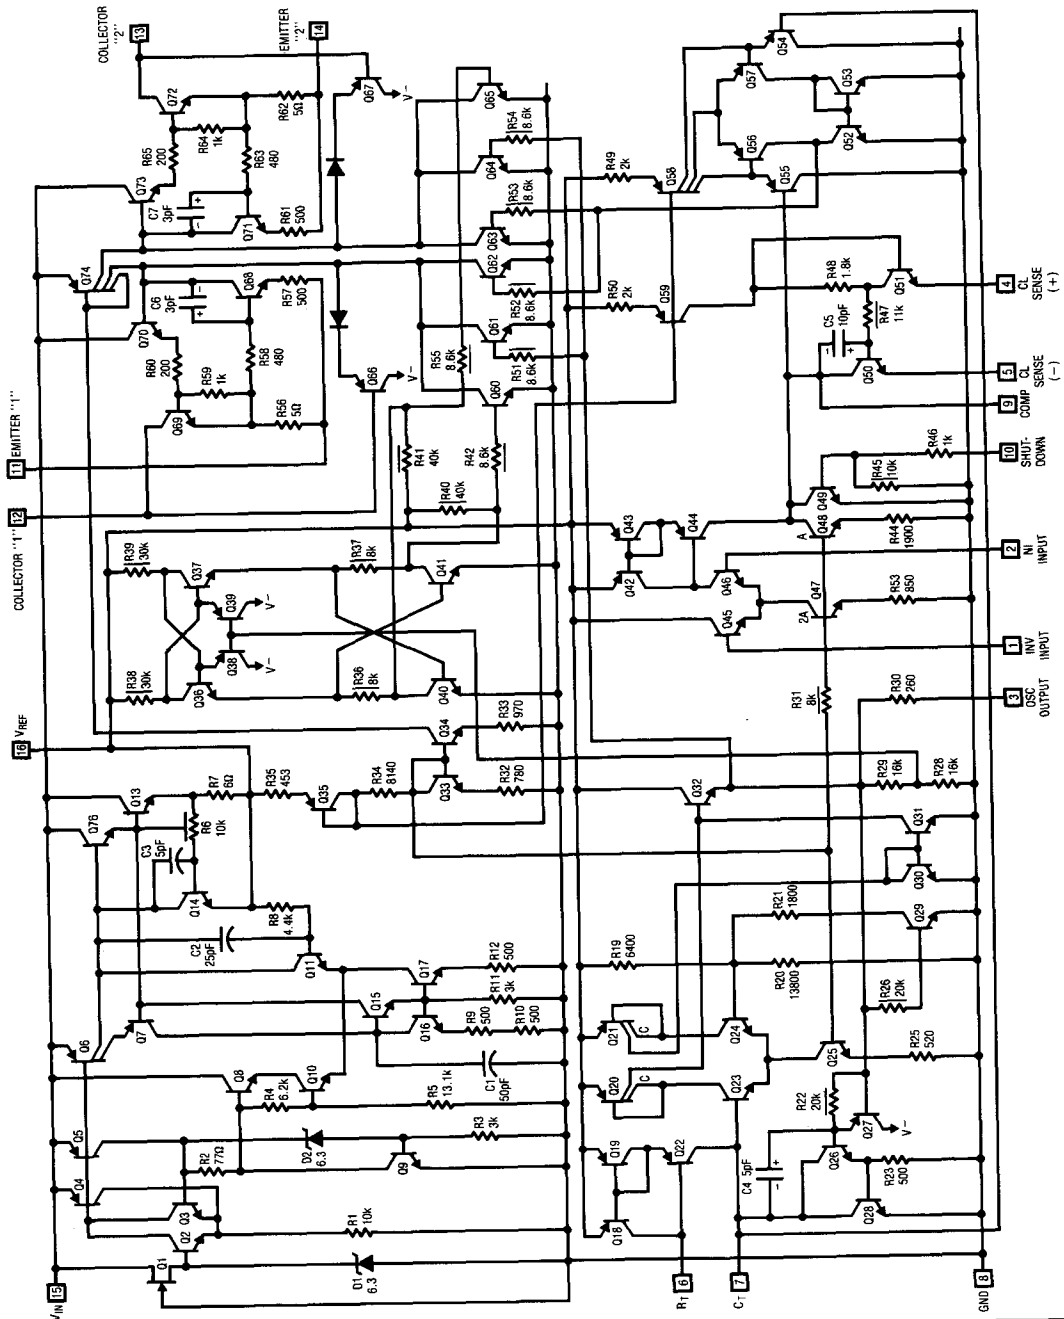 V_IN
15
COLLECTOR "1"
12
11
EMITTER "1"
COLLECTOR
"2"
13
EMITTER
"2"
14
16
V_REF
Q1
Q2
Q3
Q4
Q5
Q6
Q7
Q8
Q9
Q10
Q11
Q76
Q13
Q14
Q15
Q16
Q17
R1
10k
R2
77Ω
R3
3k
R4
6.2k
R5
13.1k
D1
6.3
D2
6.3
C1
50pF
C2
25pF
C3
5pF
R6
10k
R7
6Ω
R8
4.4k
R9
500
R10
500
R11
3k
R12
500
R35
453
Q35
R34
8140
Q33
Q34
R32
780
R33
970
R38
30k
R39
30k
Q36
Q37
Q38
Q39
V-
V-
R36
8k
R37
8k
Q40
Q41
R40
40k
R41
40k
R42
8.6k
R55
8.6k
Q69
Q70
R60
200
R59
1k
R58
480
R56
5Ω
C6
3pF
Q68
R57
500
Q66
V-
Q74
Q73
C7
3pF
Q71
R61
500
R65
200
Q72
R64
1k
R63
480
R62
5Ω
Q67
V-
Q60
Q61
Q62
Q63
Q64
Q65
R51
8.6k
R52
8.6k
R53
8.6k
R54
8.6k
Q18
Q19
Q20
C
Q21
C
Q22
Q23
Q24
Q25
R19
6400
R20
13800
R21
1800
R22
20k
R23
500
R25
520
R26
20k
C4 5pF
Q26
Q27
V-
Q28
Q29
Q30
Q31
Q32
R28
16k
R29
16k
R30
260
R31
8k
Q42
Q43
Q44
Q45
Q46
2A
Q47
A
Q48
Q49
R53
850
R44
1900
R45
10k
R46
1k
R50
2k
R49
2k
Q59
Q58
Q50
Q51
C5
10pF
R47
11k
R48
1.8k
Q52
Q53
Q54
Q55
Q56
Q57
R_T
6
C_T
7
GND
8
3
OSC
OUTPUT
1
INV
INPUT
2
NI
INPUT
10
SHUT-
DOWN
9
COMP
5
CL
SENSE
(-)
4
CL
SENSE
(+)